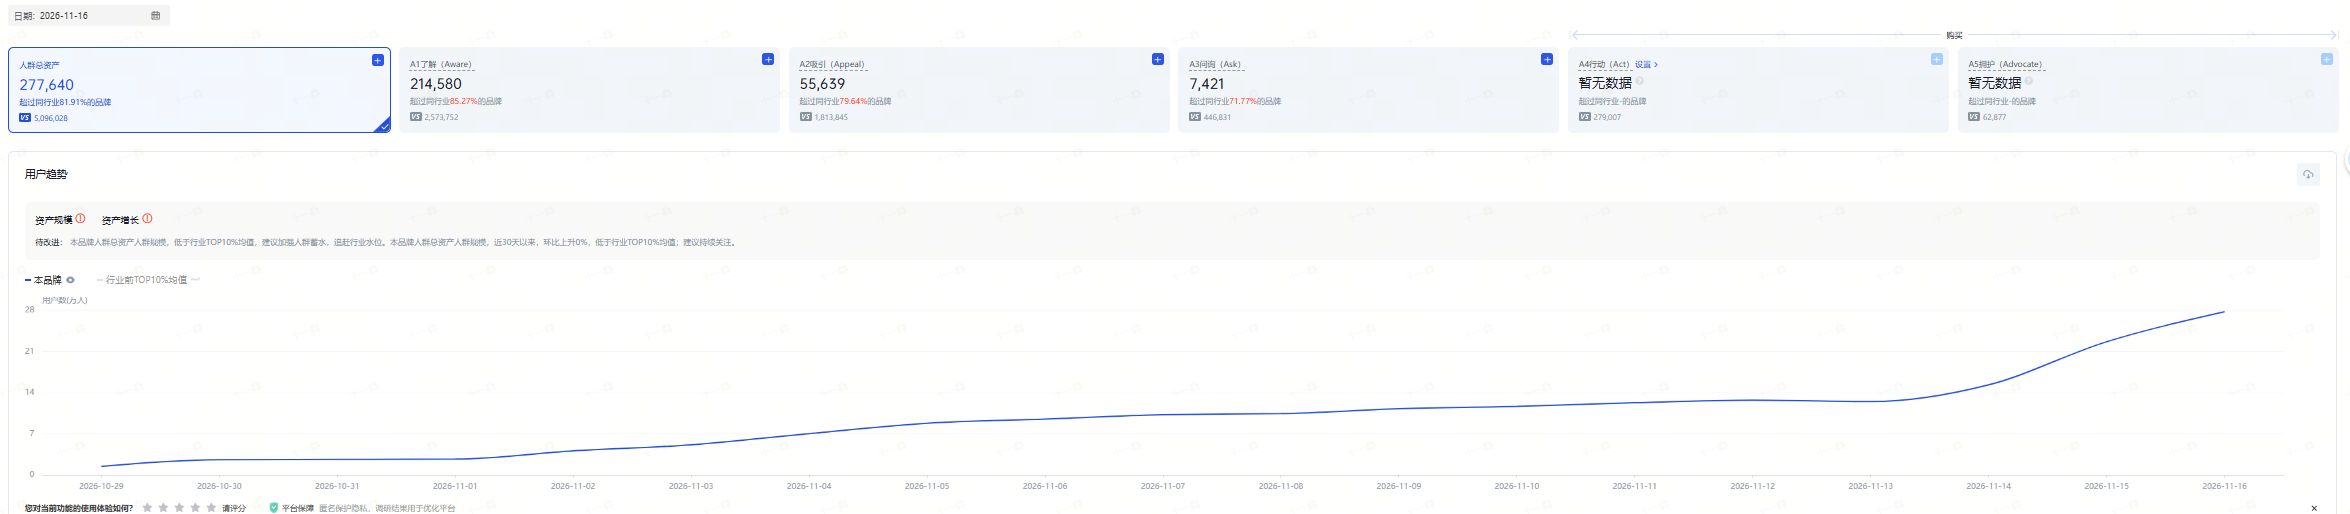 日期: 2026-11-16
购买
人群总资产
277,640
超过同行业81.91%的品牌
VS 5,096,028
A1了解（Aware）
214,580
超过同行业85.27%的品牌
VS 2,573,752
A2吸引（Appeal）
55,639
超过同行业79.64%的品牌
VS 1,813,845
A3问询（Ask）
7,421
超过同行业71.77%的品牌
VS 446,831
A4行动（Act） 设置 >
暂无数据
超过同行业-的品牌
VS 279,007
A5拥护（Advocate）
暂无数据
超过同行业-的品牌
VS 62,877
用户趋势
资产规模 资产增长
待改进: 本品牌人群总资产人群规模，低于行业TOP10%均值，建议加强人群蓄水，追赶行业水位。本品牌人群总资产人群规模，近30天以来，环比上升0%，低于行业TOP10%均值；建议持续关注。
本品牌 行业前TOP10%均值
用户数(万人)
28
21
14
7
0
2026-10-29 2026-10-30 2026-10-31 2026-11-01 2026-11-02 2026-11-03 2026-11-04 2026-11-05 2026-11-06 2026-11-07 2026-11-08 2026-11-09 2026-11-10 2026-11-11 2026-11-12 2026-11-13 2026-11-14 2026-11-15 2026-11-16
您对当前功能的使用体验如何? 请评分 平台保障 匿名保护隐私，调研结果用于优化平台